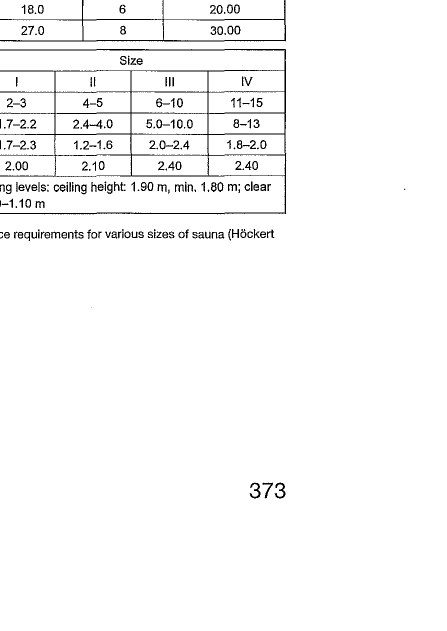 18.0 6 20.00
27.0 8 30.00
Size
I II III IV
2–3 4–5 6–10 11–15
.7–2.2 2.4–4.0 5.0–10.0 8–13
.7–2.3 1.2–1.6 2.0–2.4 1.8–2.0
2.00 2.10 2.40 2.40
ng levels: ceiling height: 1.90 m, min. 1.80 m; clear
–1.10 m
ce requirements for various sizes of sauna (Höckert
373